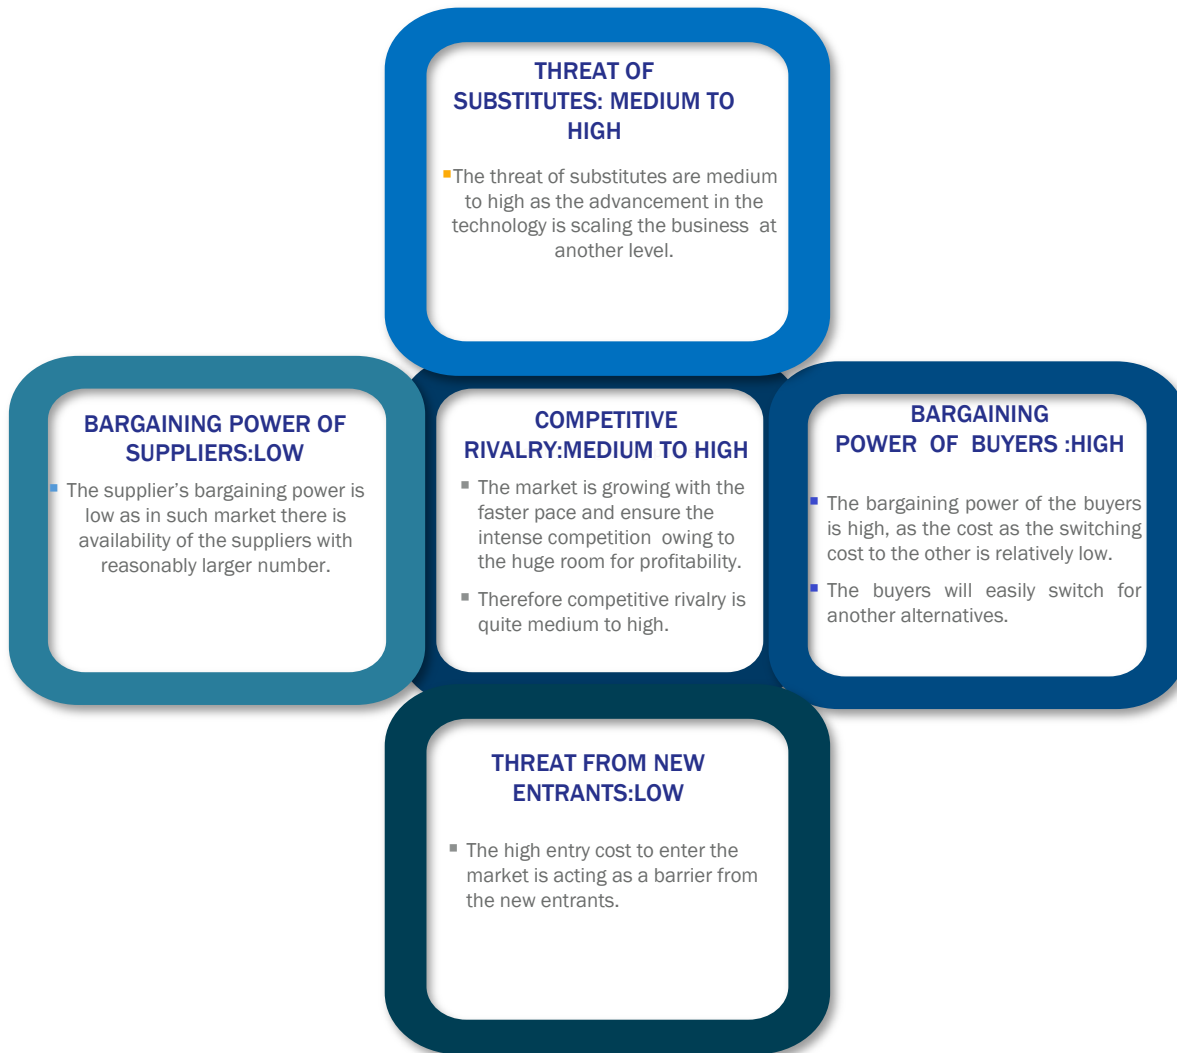 THREAT OF
SUBSTITUTES: MEDIUM TO
HIGH
▪The threat of substitutes are medium
to high as the advancement in the
technology is scaling the business at
another level.
BARGAINING POWER OF
SUPPLIERS:LOW
▪ The supplier’s bargaining power is
low as in such market there is
availability of the suppliers with
reasonably larger number.
COMPETITIVE
RIVALRY:MEDIUM TO HIGH
▪ The market is growing with the
faster pace and ensure the
intense competition owing to
the huge room for profitability.
▪ Therefore competitive rivalry is
quite medium to high.
BARGAINING
POWER OF BUYERS :HIGH
▪ The bargaining power of the buyers
is high, as the cost as the switching
cost to the other is relatively low.
▪ The buyers will easily switch for
another alternatives.
THREAT FROM NEW
ENTRANTS:LOW
▪ The high entry cost to enter the
market is acting as a barrier from
the new entrants.